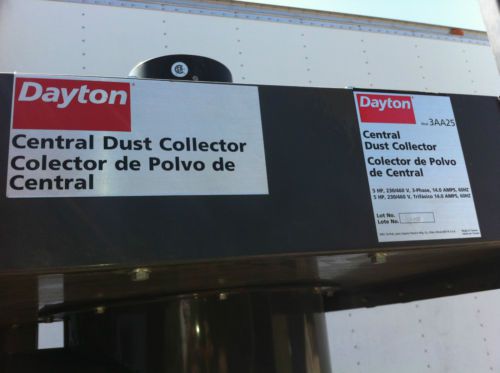 Dayton
Central Dust Collector
Colector de Polvo de
Central
Dayton
Model 3AA25
Central
Dust Collector
Colector de Polvo
de Central
5 HP, 230/460 V, 3-Phase, 14.0 AMPS, 60HZ
5 HP, 230/460 V, trifásico 14.0 AMPS, 60HZ
Lot No.
Lote No.